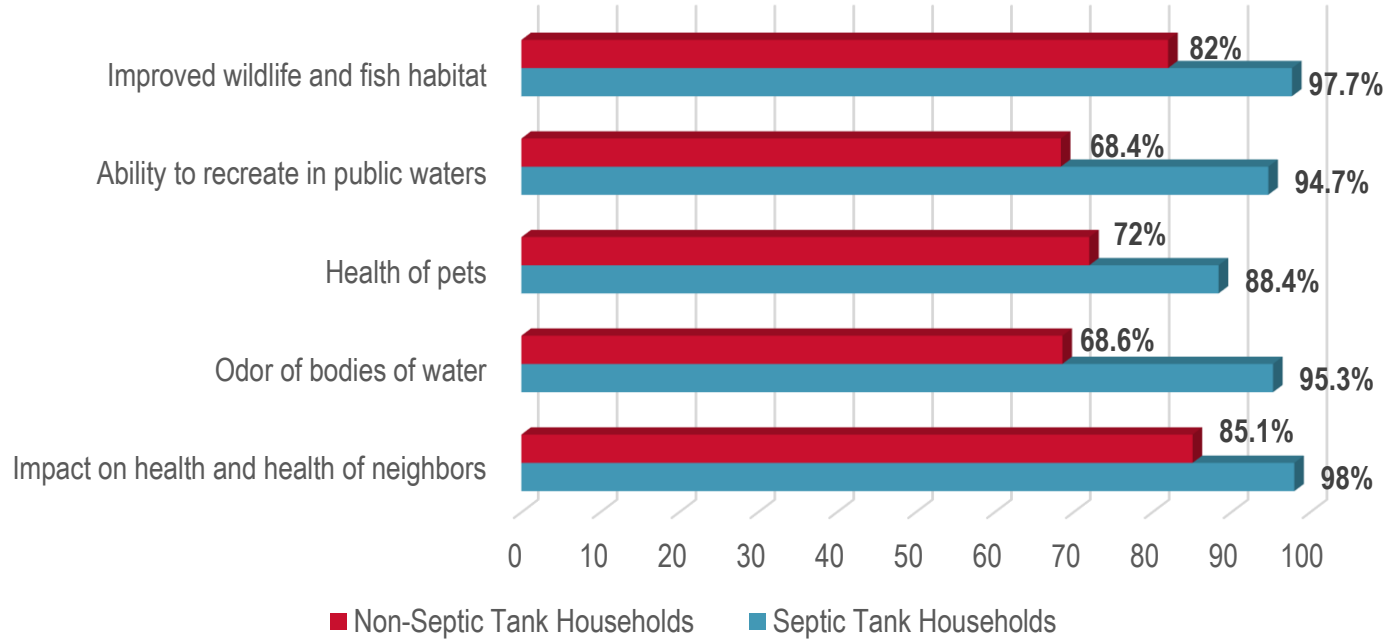 Improved wildlife and fish habitat
82%
97.7%
Ability to recreate in public waters
68.4%
94.7%
Health of pets
72%
88.4%
Odor of bodies of water
68.6%
95.3%
Impact on health and health of neighbors
85.1%
98%
0 10 20 30 40 50 60 70 80 90 100
Non-Septic Tank Households Septic Tank Households